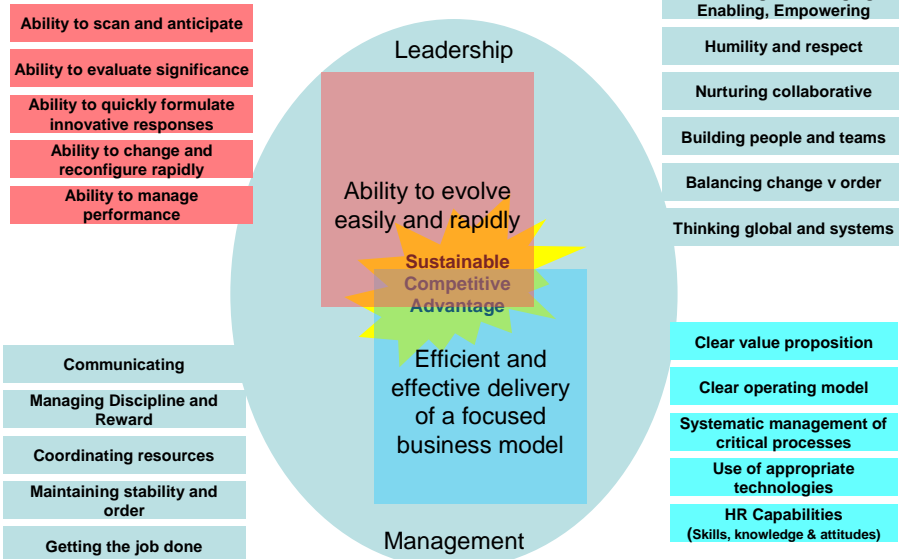 Ability to scan and anticipate
Ability to evaluate significance
Ability to quickly formulate
innovative responses
Ability to change and
reconfigure rapidly
Ability to manage
performance
Leadership
Ability to evolve
easily and rapidly
Sustainable
Competitive
Advantage
Efficient and
effective delivery
of a focused
business model
Management
Enabling, Empowering
Humility and respect
Nurturing collaborative
Building people and teams
Balancing change v order
Thinking global and systems
Communicating
Managing Discipline and
Reward
Coordinating resources
Maintaining stability and
order
Getting the job done
Clear value proposition
Clear operating model
Systematic management of
critical processes
Use of appropriate
technologies
HR Capabilities
(Skills, knowledge & attitudes)